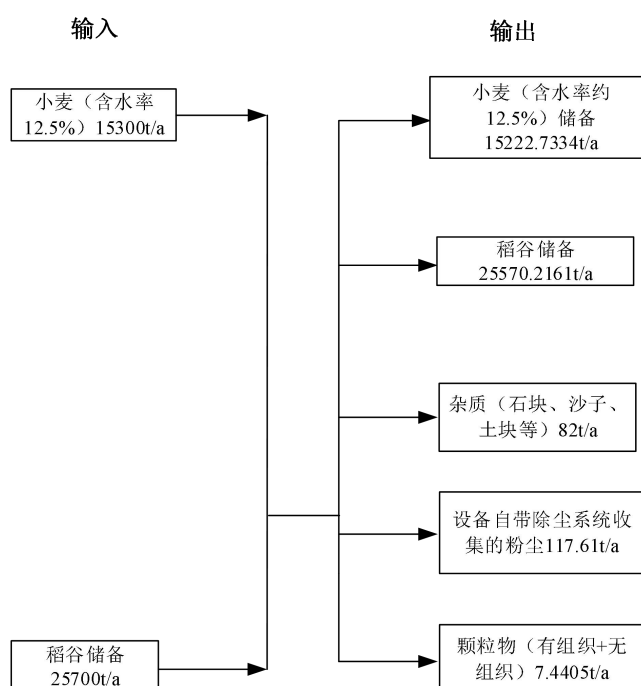 输入
输出
小麦（含水率
12.5%）15300t/a
小麦（含水率约
12.5%）储备
15222.7334t/a
稻谷储备
25570.2161t/a
杂质（石块、沙子、
土块等）82t/a
设备自带除尘系统收
集的粉尘117.61t/a
稻谷储备
25700t/a
颗粒物（有组织+无
组织）7.4405t/a